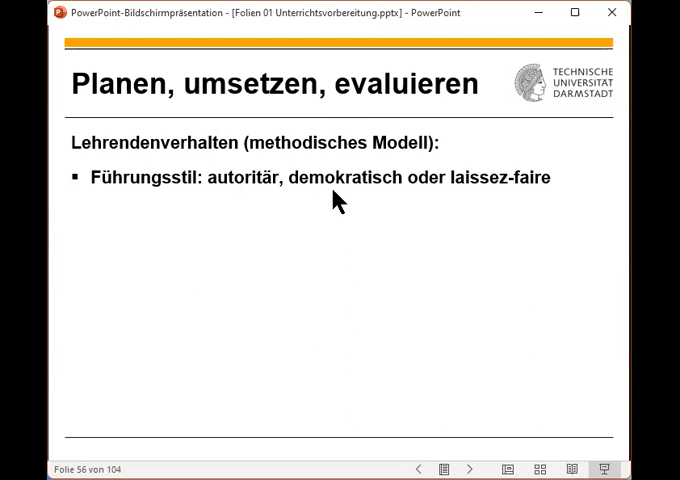 PowerPoint-Bildschirmpräsentation - [Folien 01 Unterrichtsvorbereitung.pptx] - PowerPoint
Planen, umsetzen, evaluieren
TECHNISCHE
UNIVERSITÄT
DARMSTADT
Lehrendenverhalten (methodisches Modell):
▪ Führungsstil: autoritär, demokratisch oder laissez-faire
Folie 56 von 104